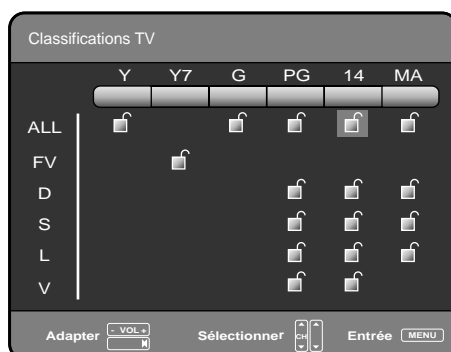 Classifications TV
Y Y7 G PG 14 MA
ALL
FV
D
S
L
V
Adapter - VOL + Sélectionner CH Entrée MENU